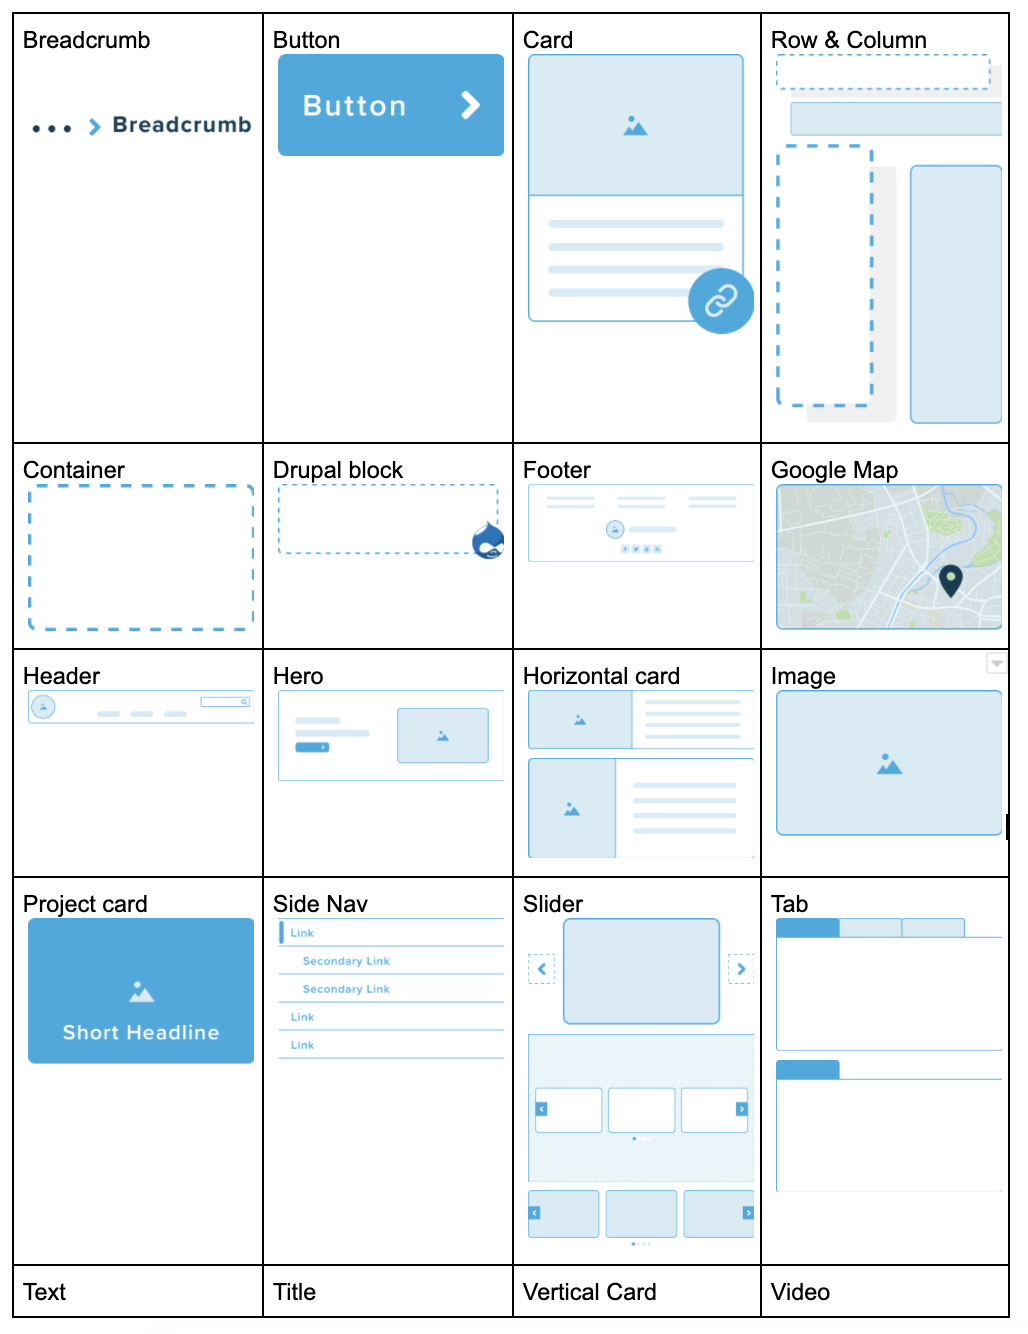 Breadcrumb
Button
Card
Row & Column
Breadcrumb
Button
Container
Drupal block
Footer
Google Map
Header
Hero
Horizontal card
Image
Project card
Side Nav
Slider
Tab
Short Headline
Link
Secondary Link
Secondary Link
Link
Link
Text
Title
Vertical Card
Video